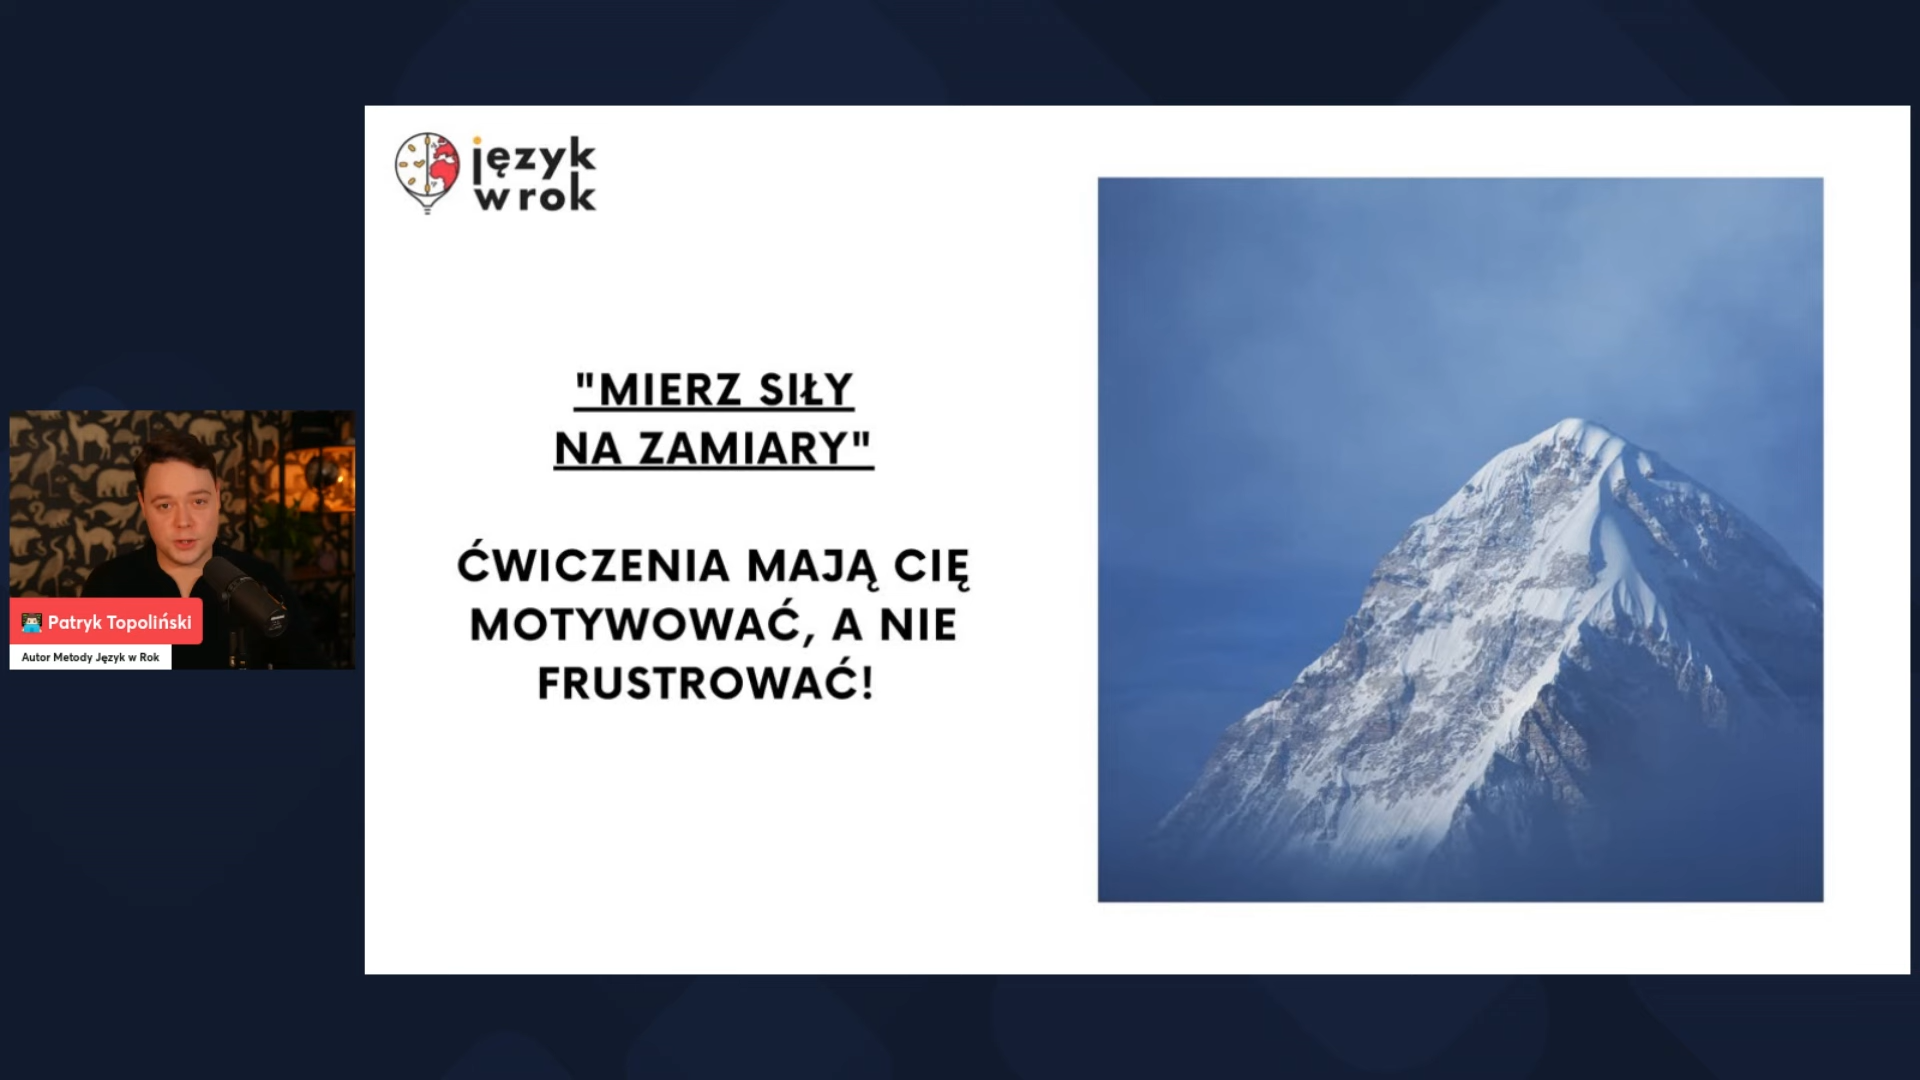 język
w rok
"MIERZ SIŁY
NA ZAMIARY"
ĆWICZENIA MAJĄ CIĘ
MOTYWOWAĆ, A NIE
FRUSTROWAĆ!
Patryk Topoliński
Autor Metody Język w Rok